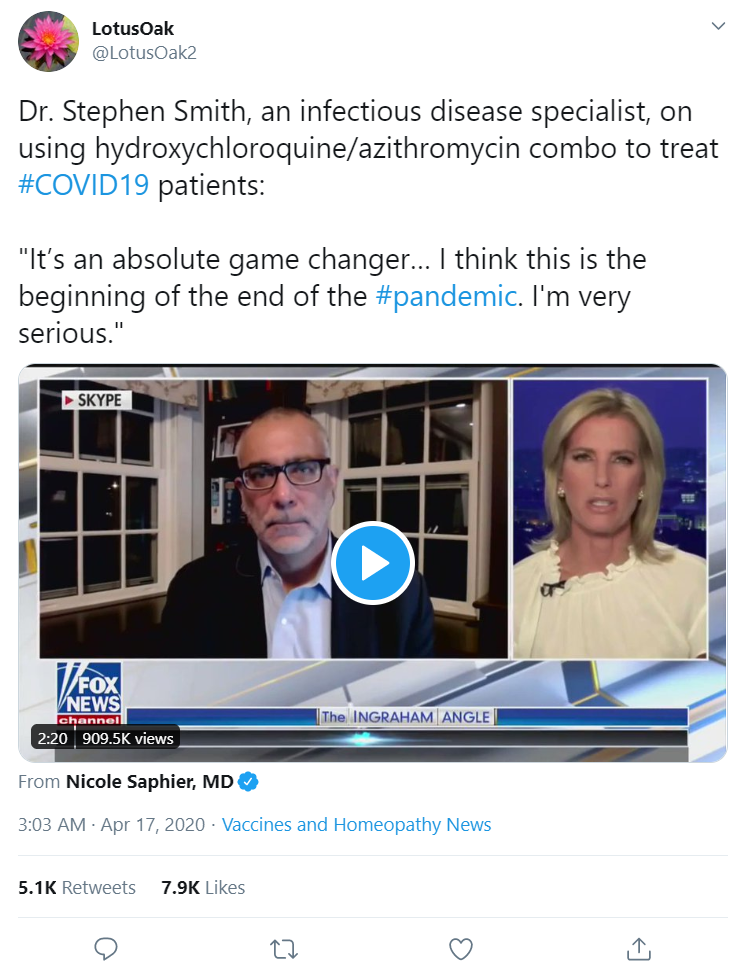 LotusOak
@LotusOak2
Dr. Stephen Smith, an infectious disease specialist, on
using hydroxychloroquine/azithromycin combo to treat
#COVID19 patients:
"It’s an absolute game changer... I think this is the
beginning of the end of the #pandemic. I'm very
serious."
SKYPE
FOX
NEWS
channel
The INGRAHAM ANGLE
2:20 909.5K views
From Nicole Saphier, MD
3:03 AM · Apr 17, 2020 · Vaccines and Homeopathy News
5.1K Retweets 7.9K Likes